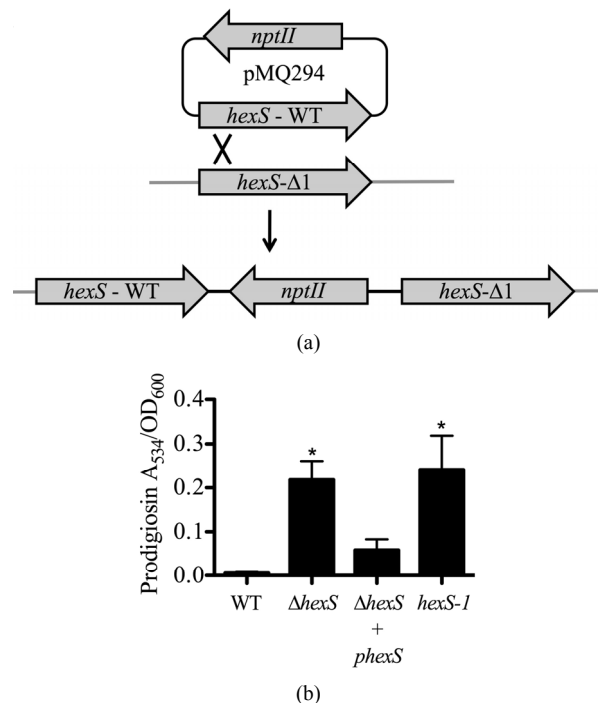 nptII
pMQ294
hexS - WT
hexS-Δ1
hexS - WT nptII hexS-Δ1
(a)
Prodigiosin A534/OD600
0.4
0.3
0.2
0.1
0.0
* *
WT ΔhexS ΔhexS hexS-1
+
phexS
(b)